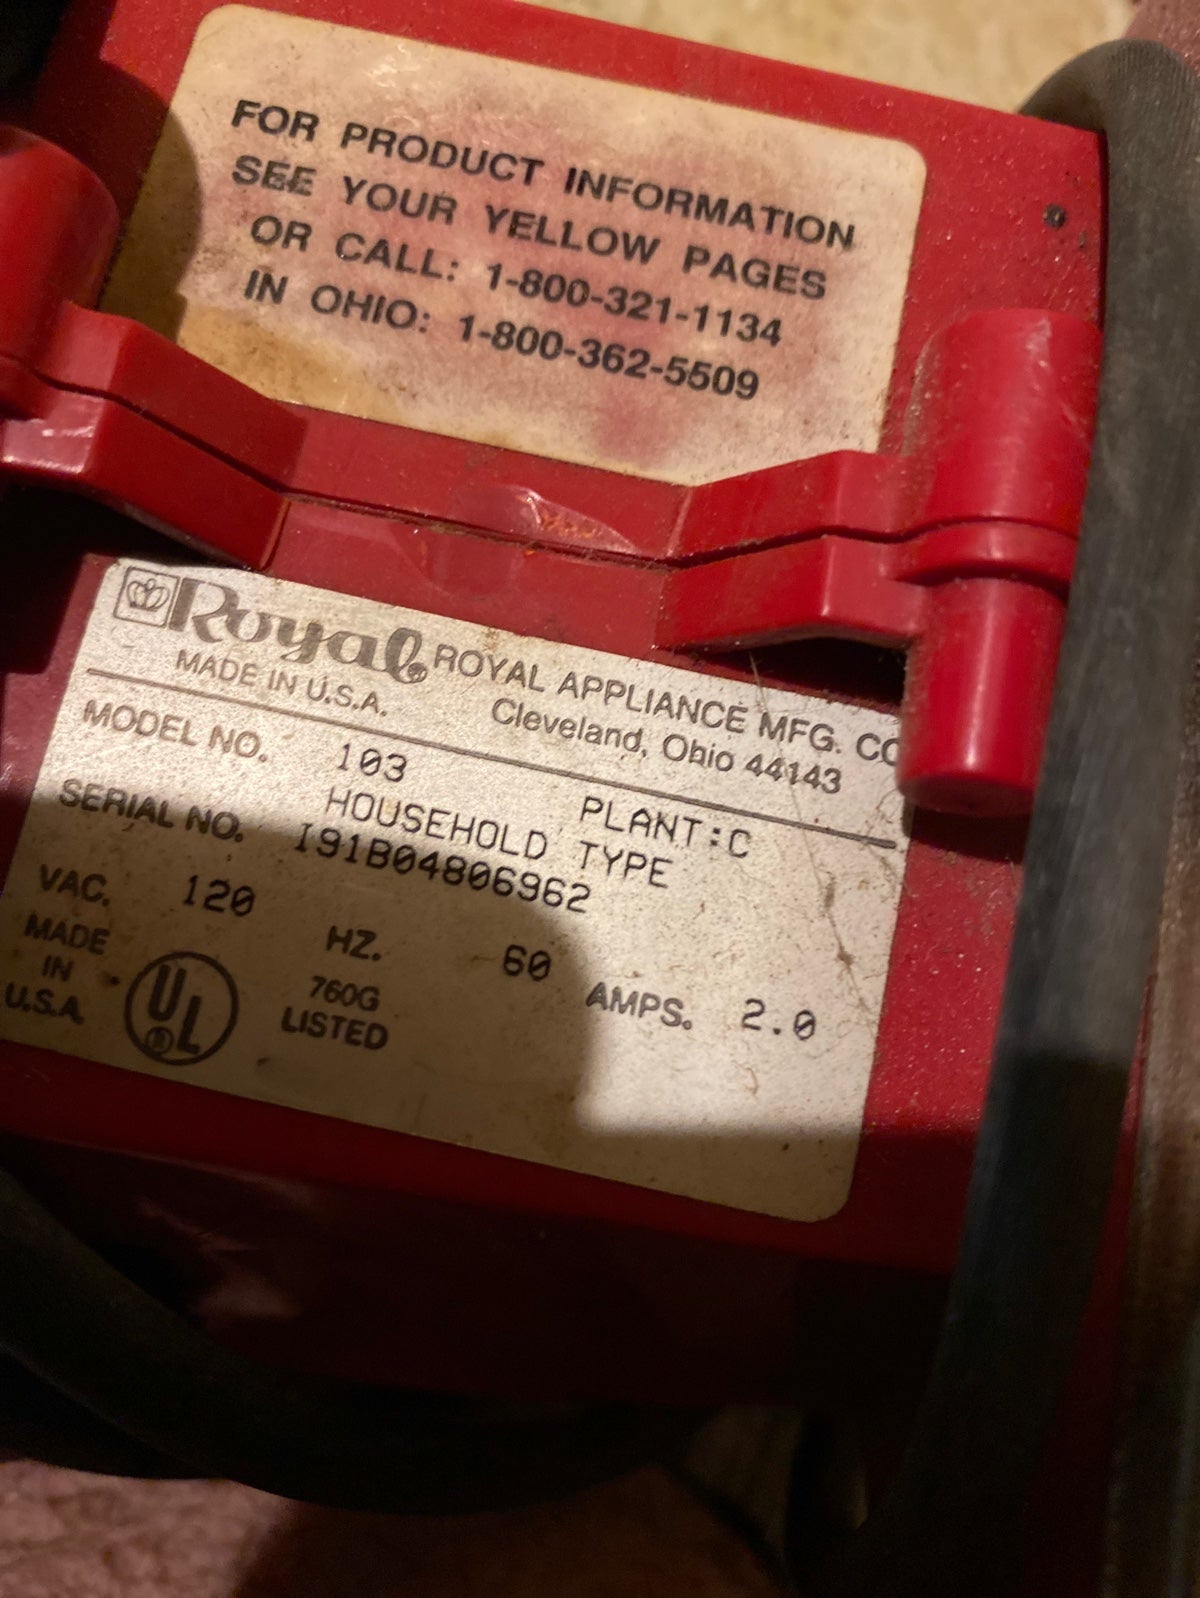 FOR PRODUCT INFORMATION
SEE YOUR YELLOW PAGES
OR CALL: 1-800-321-1134
IN OHIO: 1-800-362-5509
Royal® ROYAL APPLIANCE MFG. CO
MADE IN U.S.A. Cleveland, Ohio 44143
MODEL NO. 103 PLANT:C
HOUSEHOLD TYPE
SERIAL NO. I91B04806962
VAC. 120 HZ. 60 AMPS. 2.0
MADE
IN
U.S.A.
UL®
760G
LISTED